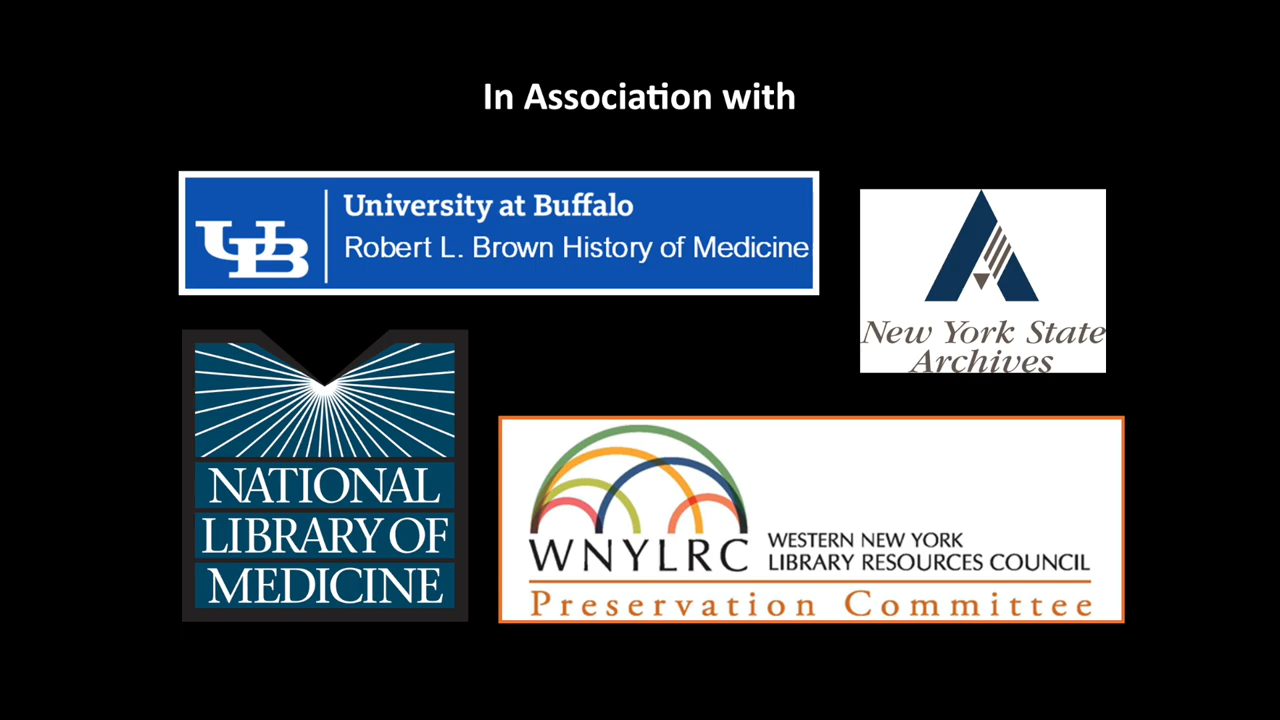 In Association with
UB
University at Buffalo
Robert L. Brown History of Medicine
New York State
Archives
NATIONAL
LIBRARY OF
MEDICINE
WNYLRC
WESTERN NEW YORK
LIBRARY RESOURCES COUNCIL
Preservation Committee